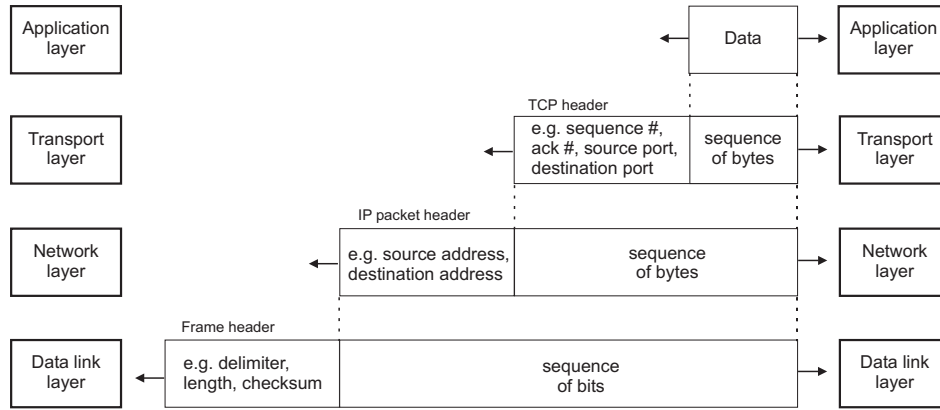 Application
layer
Data
Application
layer
TCP header
Transport
layer
e.g. sequence #,
ack #, source port,
destination port
sequence
of bytes
Transport
layer
IP packet header
Network
layer
e.g. source address,
destination address
sequence
of bytes
Network
layer
Frame header
Data link
layer
e.g. delimiter,
length, checksum
sequence
of bits
Data link
layer